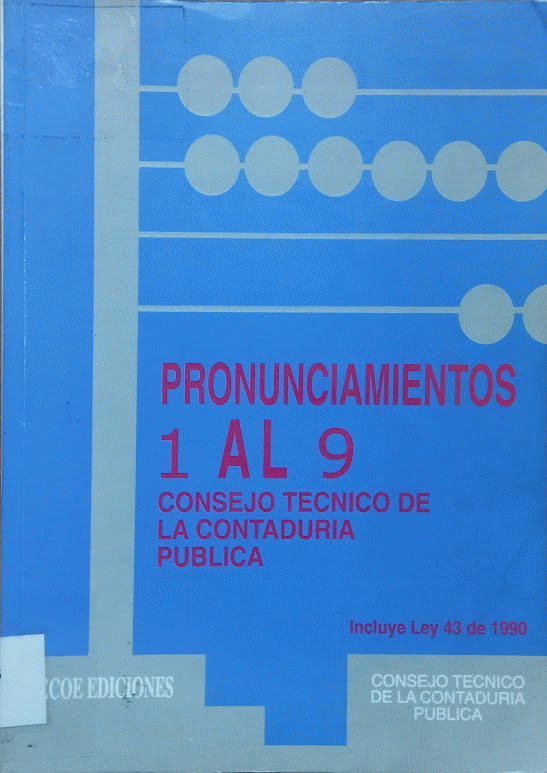 PRONUNCIAMIENTOS
1 AL 9
CONSEJO TECNICO DE
LA CONTADURIA
PUBLICA
Incluye Ley 43 de 1990
ECOE EDICIONES
CONSEJO TECNICO
DE LA CONTADURIA
PUBLICA